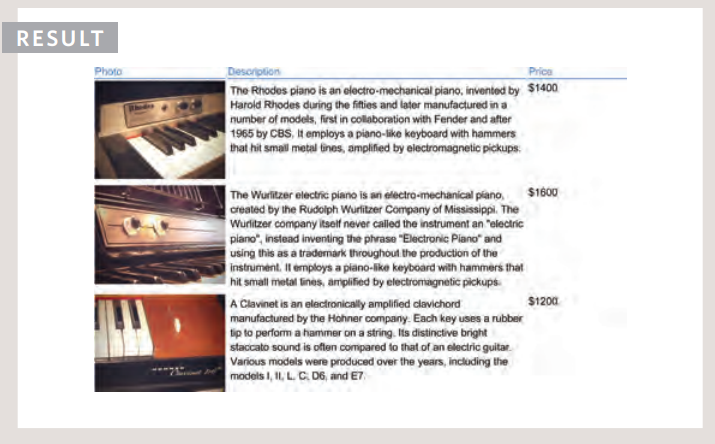 RESULT
Photo Description Price
The Rhodes piano is an electro-mechanical piano, invented by $1400
Harold Rhodes during the fifties and later manufactured in a
number of models, first in collaboration with Fender and after
1965 by CBS. It employs a piano-like keyboard with hammers
that hit small metal tines, amplified by electromagnetic pickups.
Rhodes
The Wurlitzer electric piano is an electro-mechanical piano, $1600
created by the Rudolph Wurlitzer Company of Mississippi. The
Wurlitzer company itself never called the instrument an "electric
piano", instead inventing the phrase "Electronic Piano" and
using this as a trademark throughout the production of the
instrument. It employs a piano-like keyboard with hammers that
hit small metal tines, amplified by electromagnetic pickups.
A Clavinet is an electronically amplified clavichord $1200
manufactured by the Hohner company. Each key uses a rubber
tip to perform a hammer on a string. Its distinctive bright
staccato sound is often compared to that of an electric guitar.
Various models were produced over the years, including the
models I, II, L, C, D6, and E7.
Clavinet